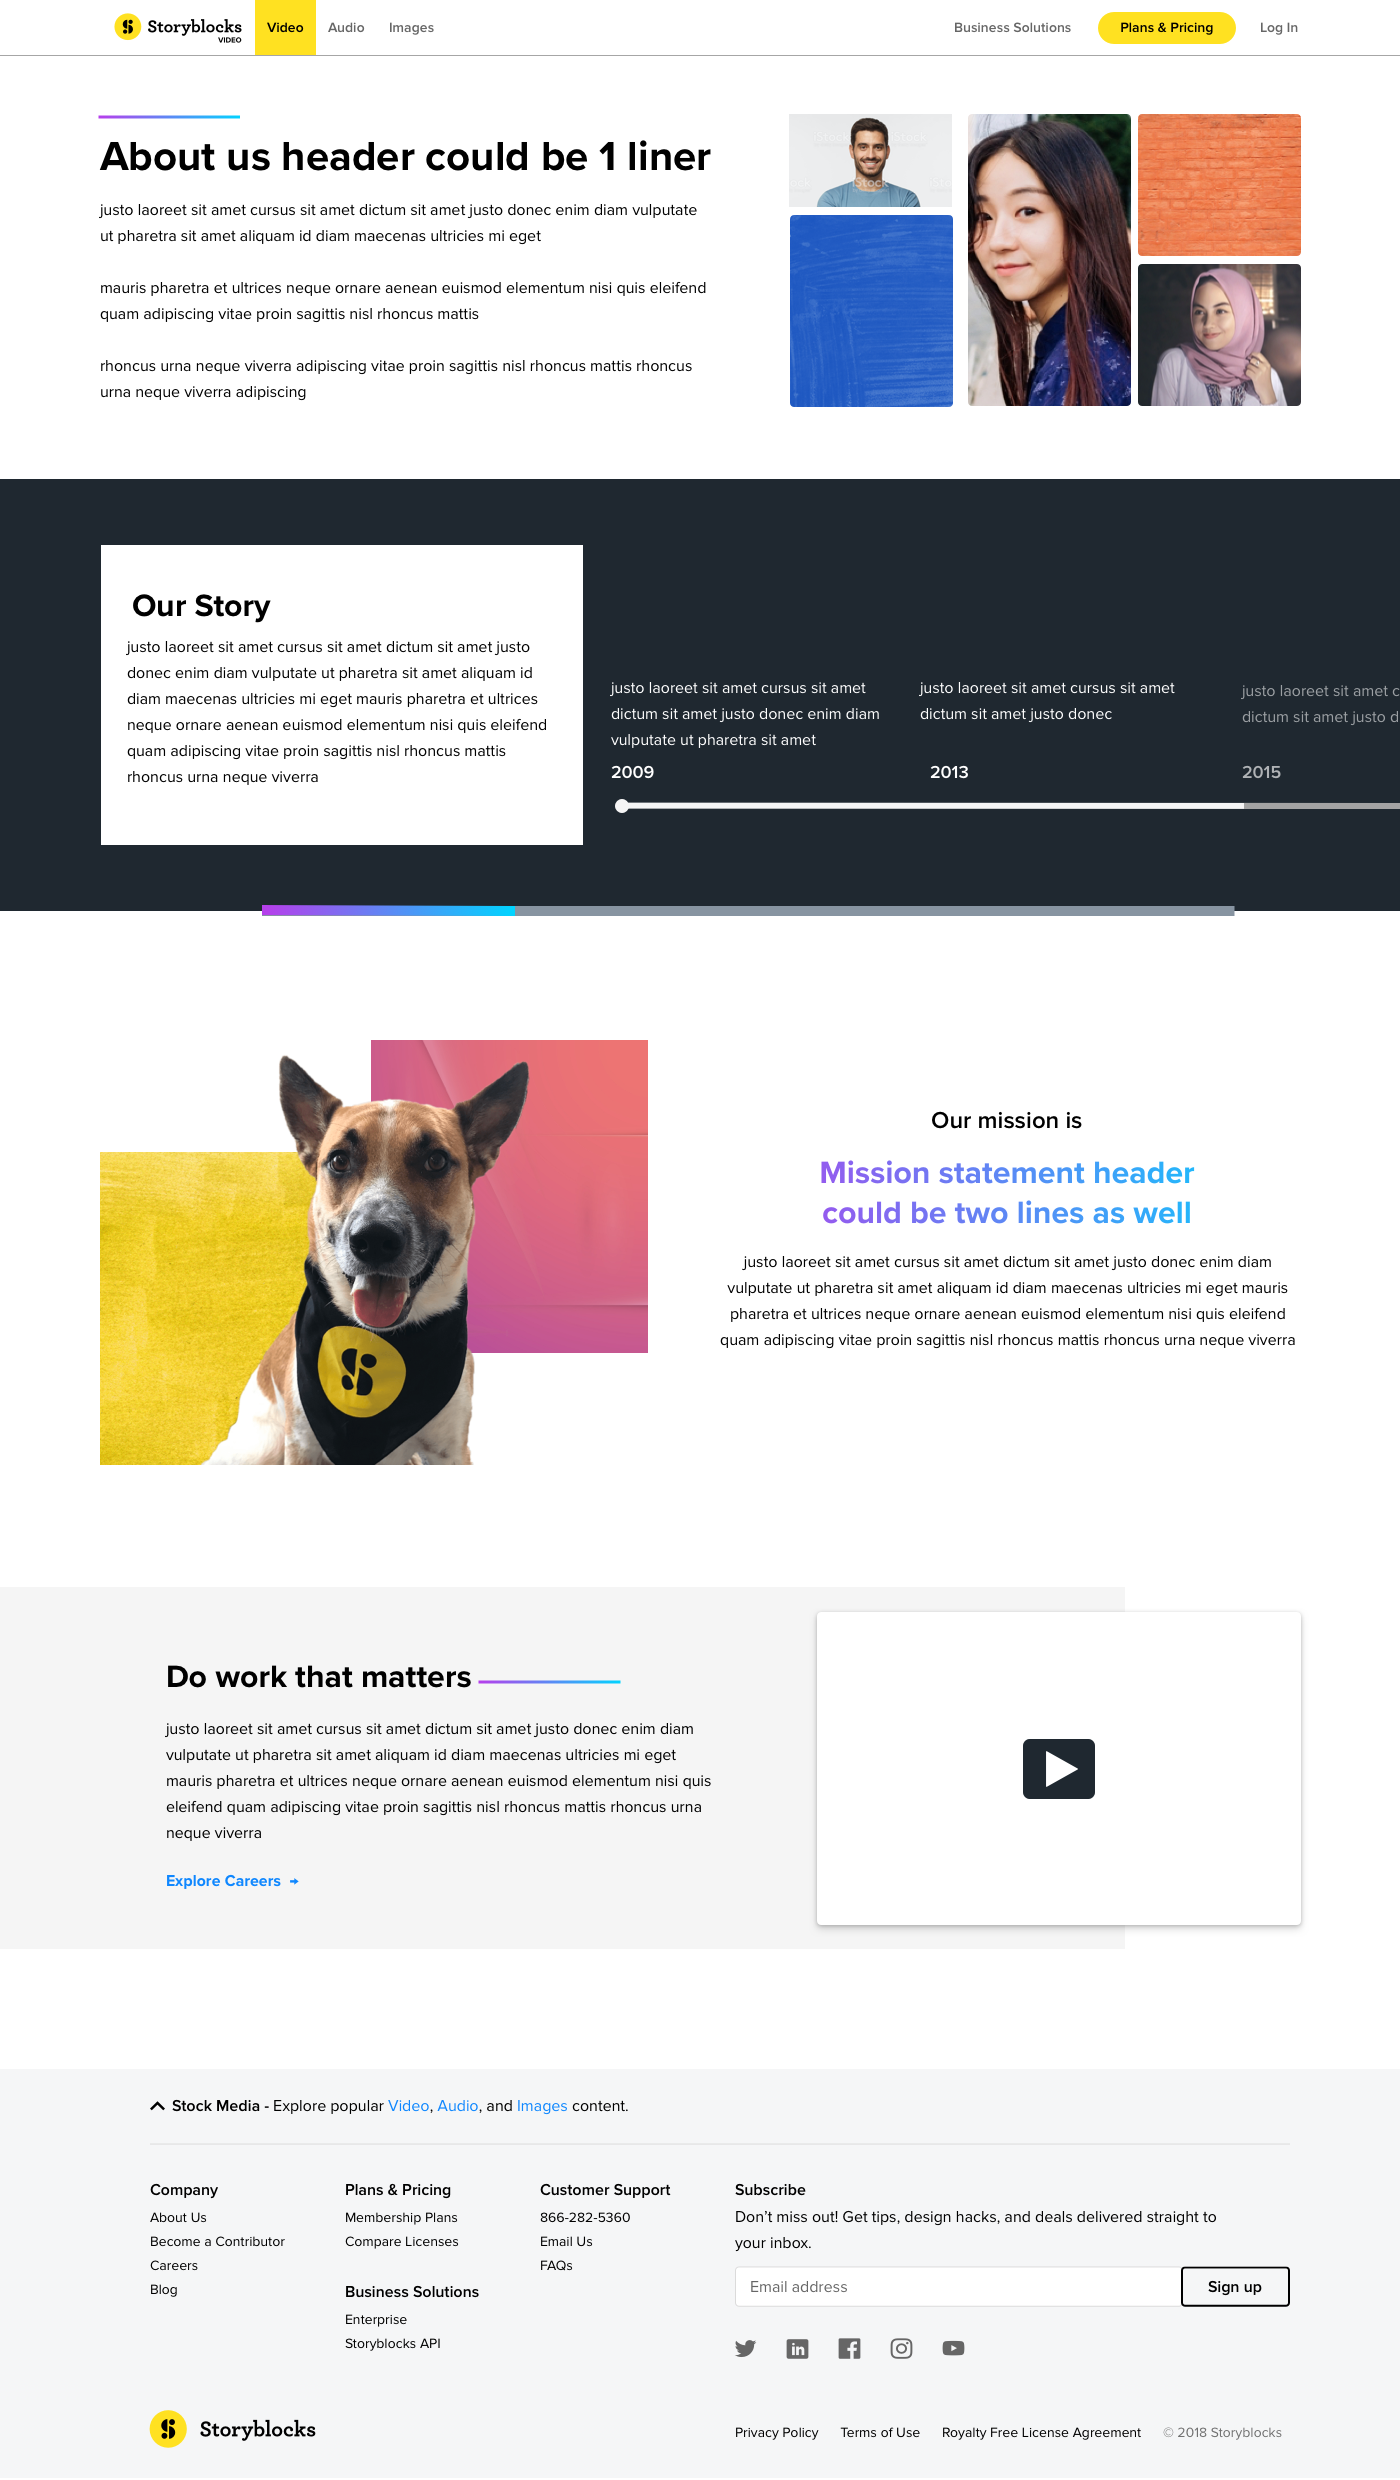 Storyblocks
VIDEO
Video
Audio
Images
Business Solutions
Plans & Pricing
Log In
About us header could be 1 liner
justo laoreet sit amet cursus sit amet dictum sit amet justo donec enim diam vulputate
ut pharetra sit amet aliquam id diam maecenas ultricies mi eget
mauris pharetra et ultrices neque ornare aenean euismod elementum nisi quis eleifend
quam adipiscing vitae proin sagittis nisl rhoncus mattis
rhoncus urna neque viverra adipiscing vitae proin sagittis nisl rhoncus mattis rhoncus
urna neque viverra adipiscing
iStock
Our Story
justo laoreet sit amet cursus sit amet dictum sit amet justo
donec enim diam vulputate ut pharetra sit amet aliquam id
diam maecenas ultricies mi eget mauris pharetra et ultrices
neque ornare aenean euismod elementum nisi quis eleifend
quam adipiscing vitae proin sagittis nisl rhoncus mattis
rhoncus urna neque viverra
justo laoreet sit amet cursus sit amet
dictum sit amet justo donec enim diam
vulputate ut pharetra sit amet
2009
justo laoreet sit amet cursus sit amet
dictum sit amet justo donec
2013
justo laoreet sit amet c
dictum sit amet justo d
2015
Our mission is
Mission statement header
could be two lines as well
justo laoreet sit amet cursus sit amet dictum sit amet justo donec enim diam
vulputate ut pharetra sit amet aliquam id diam maecenas ultricies mi eget mauris
pharetra et ultrices neque ornare aenean euismod elementum nisi quis eleifend
quam adipiscing vitae proin sagittis nisl rhoncus mattis rhoncus urna neque viverra
Do work that matters
justo laoreet sit amet cursus sit amet dictum sit amet justo donec enim diam
vulputate ut pharetra sit amet aliquam id diam maecenas ultricies mi eget
mauris pharetra et ultrices neque ornare aenean euismod elementum nisi quis
eleifend quam adipiscing vitae proin sagittis nisl rhoncus mattis rhoncus urna
neque viverra
Explore Careers →
Stock Media - Explore popular Video, Audio, and Images content.
Company
About Us
Become a Contributor
Careers
Blog
Plans & Pricing
Membership Plans
Compare Licenses
Business Solutions
Enterprise
Storyblocks API
Customer Support
866-282-5360
Email Us
FAQs
Subscribe
Don’t miss out! Get tips, design hacks, and deals delivered straight to
your inbox.
Email address
Sign up
Storyblocks
Privacy Policy
Terms of Use
Royalty Free License Agreement
© 2018 Storyblocks